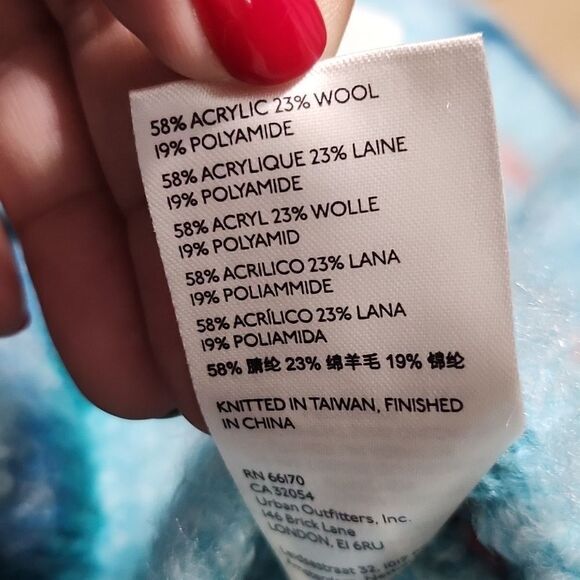 58% ACRYLIC 23% WOOL
19% POLYAMIDE
58% ACRYLIQUE 23% LAINE
19% POLYAMIDE
58% ACRYL 23% WOLLE
19% POLYAMID
58% ACRILICO 23% LANA
19% POLIAMMIDE
58% ACRÍLICO 23% LANA
19% POLIAMIDA
58% 腈纶 23% 绵羊毛 19% 锦纶
KNITTED IN TAIWAN, FINISHED
IN CHINA
RN 66170
CA 32054
Urban Outfitters, Inc.
146 Brick Lane
LONDON, E1 6RU
Leidsestraat 32, 1017